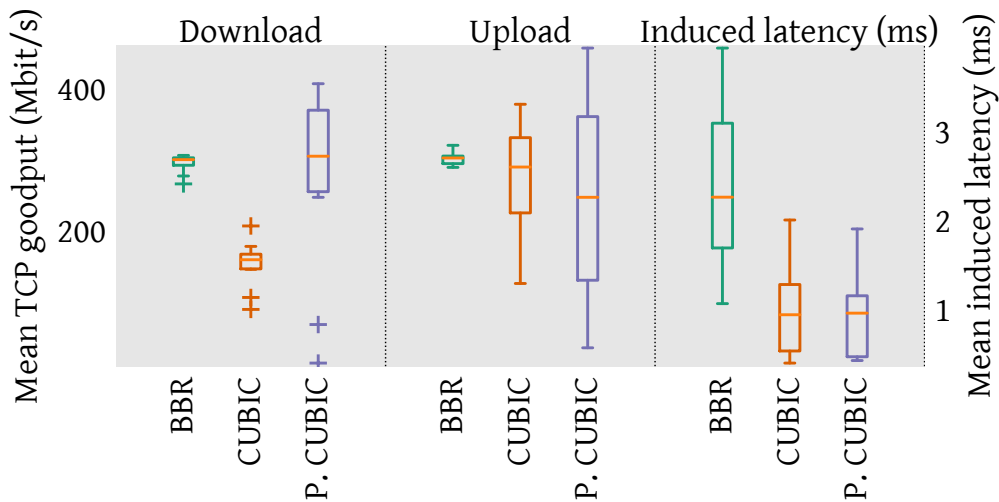 Download
Upload
Induced latency (ms)
Mean TCP goodput (Mbit/s)
400
200
3
2
1
Mean induced latency (ms)
BBR
CUBIC
P. CUBIC
BBR
CUBIC
P. CUBIC
BBR
CUBIC
P. CUBIC